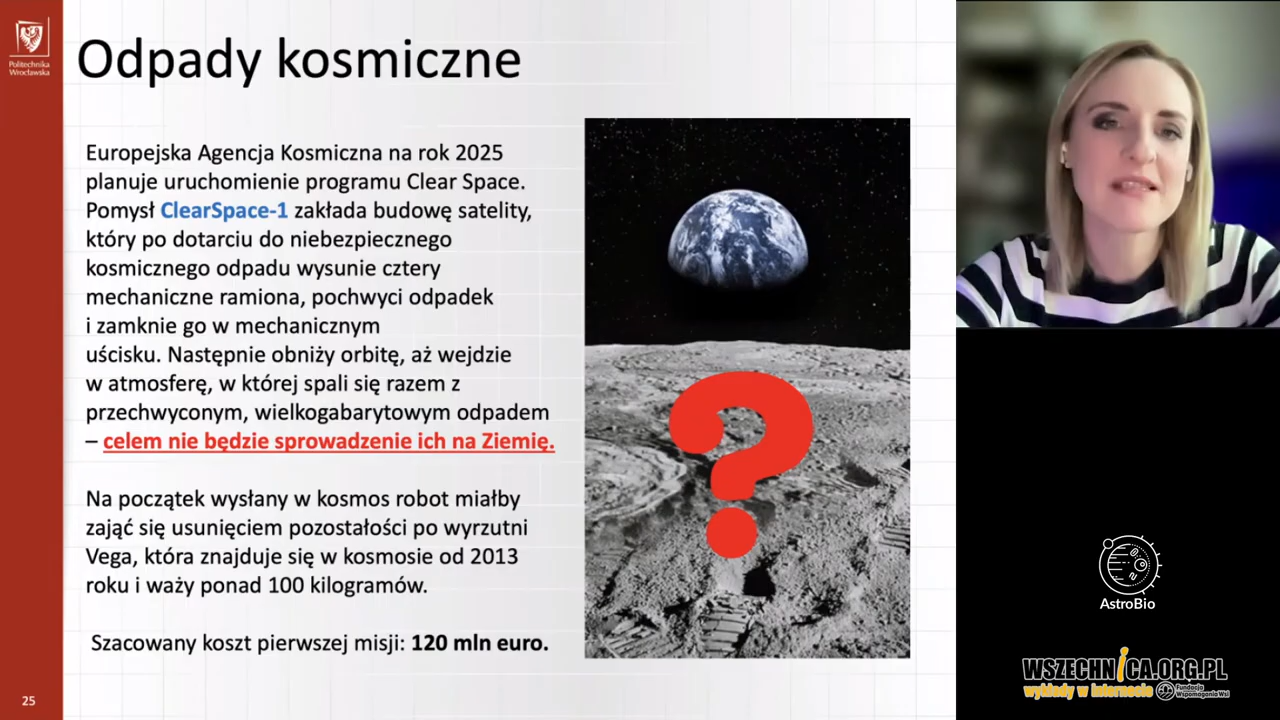 Politechnika
Wrocławska
Odpady kosmiczne
Europejska Agencja Kosmiczna na rok 2025
planuje uruchomienie programu Clear Space.
Pomysł ClearSpace-1 zakłada budowę satelity,
który po dotarciu do niebezpiecznego
kosmicznego odpadu wysunie cztery
mechaniczne ramiona, pochwyci odpadek
i zamknie go w mechanicznym
uścisku. Następnie obniży orbitę, aż wejdzie
w atmosferę, w której spali się razem z
przechwyconym, wielkogabarytowym odpadem
– celem nie będzie sprowadzenie ich na Ziemię.
Na początek wysłany w kosmos robot miałby
zająć się usunięciem pozostałości po wyrzutni
Vega, która znajduje się w kosmosie od 2013
roku i waży ponad 100 kilogramów.
Szacowany koszt pierwszej misji: 120 mln euro.
?
25
AstroBio
WSZECHNICA.ORG.PL
wykłady w internecie
Fundacja
Wspomagania Wsi